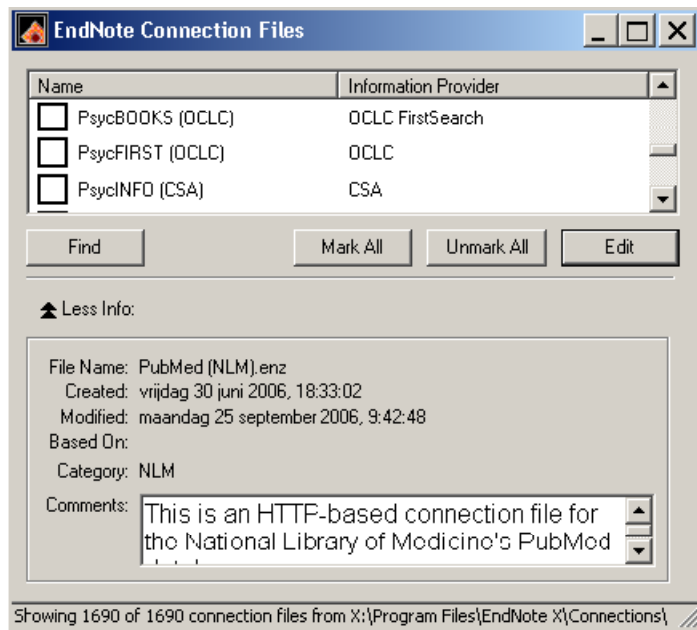 EndNote Connection Files
Name Information Provider
PsycBOOKS (OCLC) OCLC FirstSearch
PsycFIRST (OCLC) OCLC
PsycINFO (CSA) CSA
Find Mark All Unmark All Edit
Less Info:
File Name: PubMed (NLM).enz
Created: vrijdag 30 juni 2006, 18:33:02
Modified: maandag 25 september 2006, 9:42:48
Based On:
Category: NLM
Comments: This is an HTTP-based connection file for
the National Library of Medicine's PubMed
Showing 1690 of 1690 connection files from X:\Program Files\EndNote X\Connections\